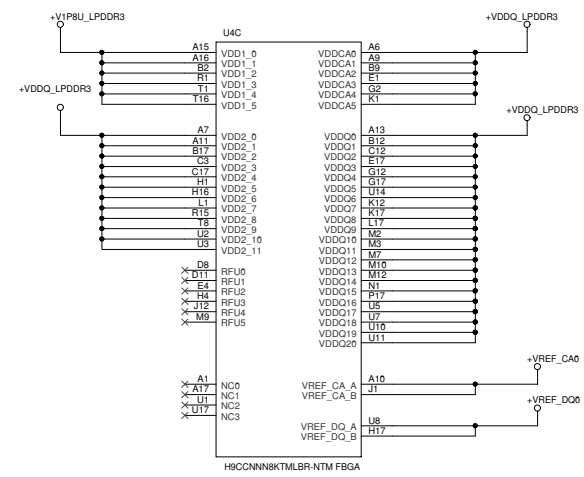 +V1P8U_LPDDR3
+VDDQ_LPDDR3
U4C
A15 VDD1_0 VDDCA0 A6
A16 VDD1_1 VDDCA1 A9
B2 VDD1_2 VDDCA2 B9
R1 VDD1_3 VDDCA3 E1
T1 VDD1_4 VDDCA4 G2
T16 VDD1_5 VDDCA5 K1
+VDDQ_LPDDR3
+VDDQ_LPDDR3
A7 VDD2_0 VDDQ0 A13
A11 VDD2_1 VDDQ1 B12
B17 VDD2_2 VDDQ2 C12
C3 VDD2_3 VDDQ3 E17
C17 VDD2_4 VDDQ4 G12
H1 VDD2_5 VDDQ5 G17
H16 VDD2_6 VDDQ6 U14
L1 VDD2_7 VDDQ7 K12
R15 VDD2_8 VDDQ8 K17
T8 VDD2_9 VDDQ9 L17
U2 VDD2_10 VDDQ10 M2
U3 VDD2_11 VDDQ11 M3
VDDQ12 M7
D8 RFU0 VDDQ13 M10
D11 RFU1 VDDQ14 M12
E4 RFU2 VDDQ15 N1
H4 RFU3 VDDQ16 P17
J12 RFU4 VDDQ17 U5
M9 RFU5 VDDQ18 U7
VDDQ19 U10
VDDQ20 U11
+VREF_CA0
A1 NC0 VREF_CA_A A10
A17 NC1 VREF_CA_B J1
U1 NC2
U17 NC3
+VREF_DQ0
VREF_DQ_A U8
VREF_DQ_B H17
H9CCNNN8KTMLBR-NTM FBGA